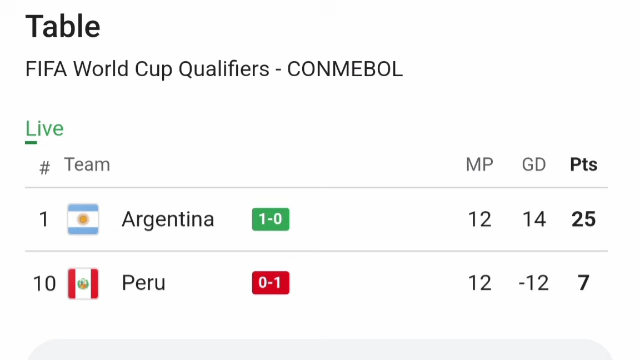 Table
FIFA World Cup Qualifiers - CONMEBOL
Live
# Team MP GD Pts
1 Argentina 1-0 12 14 25
10 Peru 0-1 12 -12 7